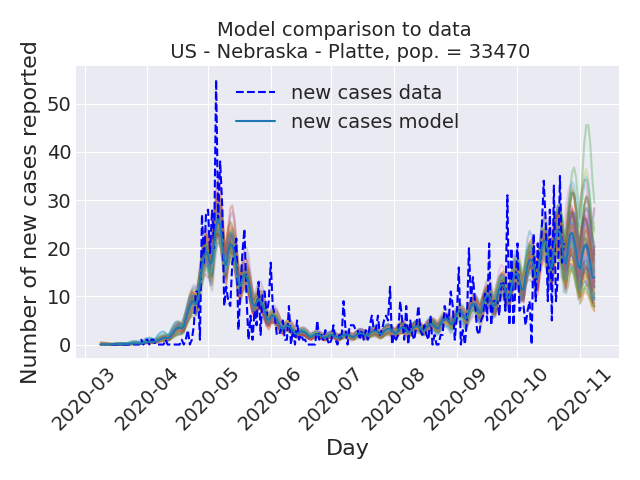 Model comparison to data
US - Nebraska - Platte, pop. = 33470
Number of new cases reported
50
40
30
20
10
0
new cases data
new cases model
2020-03
2020-04
2020-05
2020-06
2020-07
2020-08
2020-09
2020-10
2020-11
Day